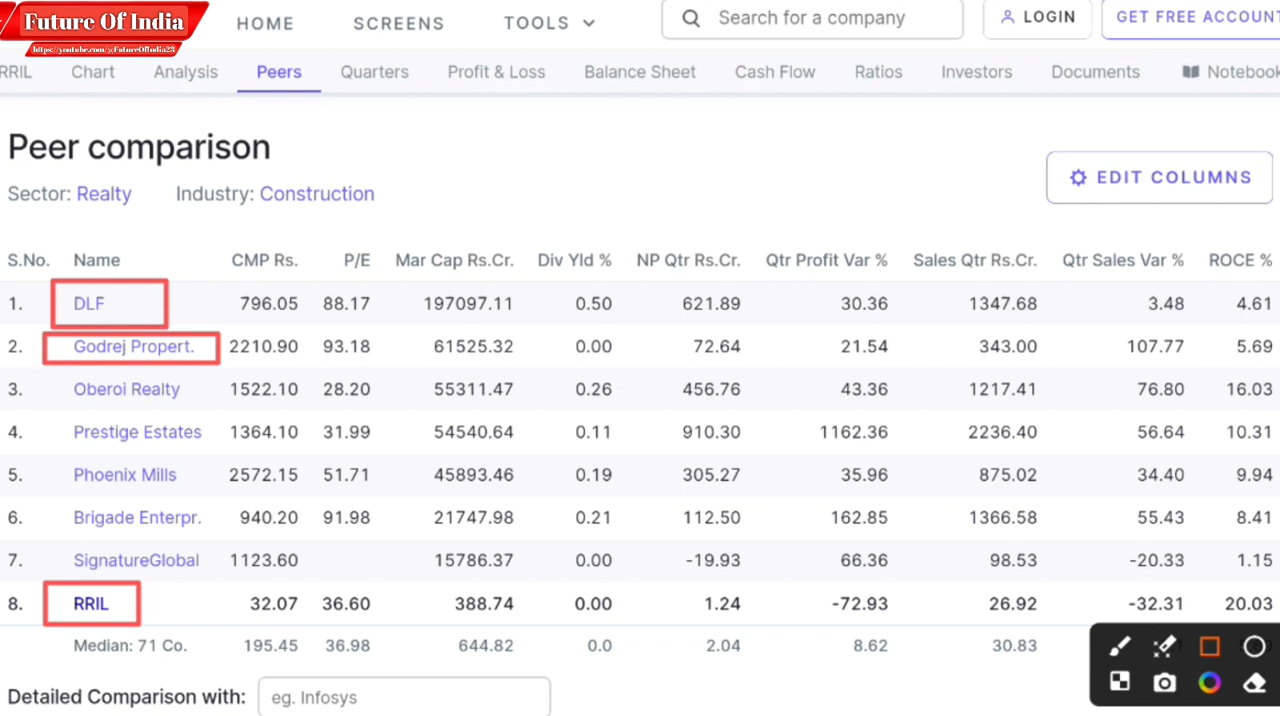 Future Of India
https://youtube.com/@FutureOfIndia23
HOME SCREENS TOOLS Search for a company LOGIN GET FREE ACCOUNT
RRIL Chart Analysis Peers Quarters Profit & Loss Balance Sheet Cash Flow Ratios Investors Documents Notebook
Peer comparison
Sector: Realty Industry: Construction
EDIT COLUMNS
S.No. Name CMP Rs. P/E Mar Cap Rs.Cr. Div Yld % NP Qtr Rs.Cr. Qtr Profit Var % Sales Qtr Rs.Cr. Qtr Sales Var % ROCE %
1. DLF 796.05 88.17 197097.11 0.50 621.89 30.36 1347.68 3.48 4.61
2. Godrej Propert. 2210.90 93.18 61525.32 0.00 72.64 21.54 343.00 107.77 5.69
3. Oberoi Realty 1522.10 28.20 55311.47 0.26 456.76 43.36 1217.41 76.80 16.03
4. Prestige Estates 1364.10 31.99 54540.64 0.11 910.30 1162.36 2236.40 56.64 10.31
5. Phoenix Mills 2572.15 51.71 45893.46 0.19 305.27 35.96 875.02 34.40 9.94
6. Brigade Enterpr. 940.20 91.98 21747.98 0.21 112.50 162.85 1366.58 55.43 8.41
7. SignatureGlobal 1123.60 15786.37 0.00 -19.93 66.36 98.53 -20.33 1.15
8. RRIL 32.07 36.60 388.74 0.00 1.24 -72.93 26.92 -32.31 20.03
Median: 71 Co. 195.45 36.98 644.82 0.0 2.04 8.62 30.83
Detailed Comparison with: eg. Infosys